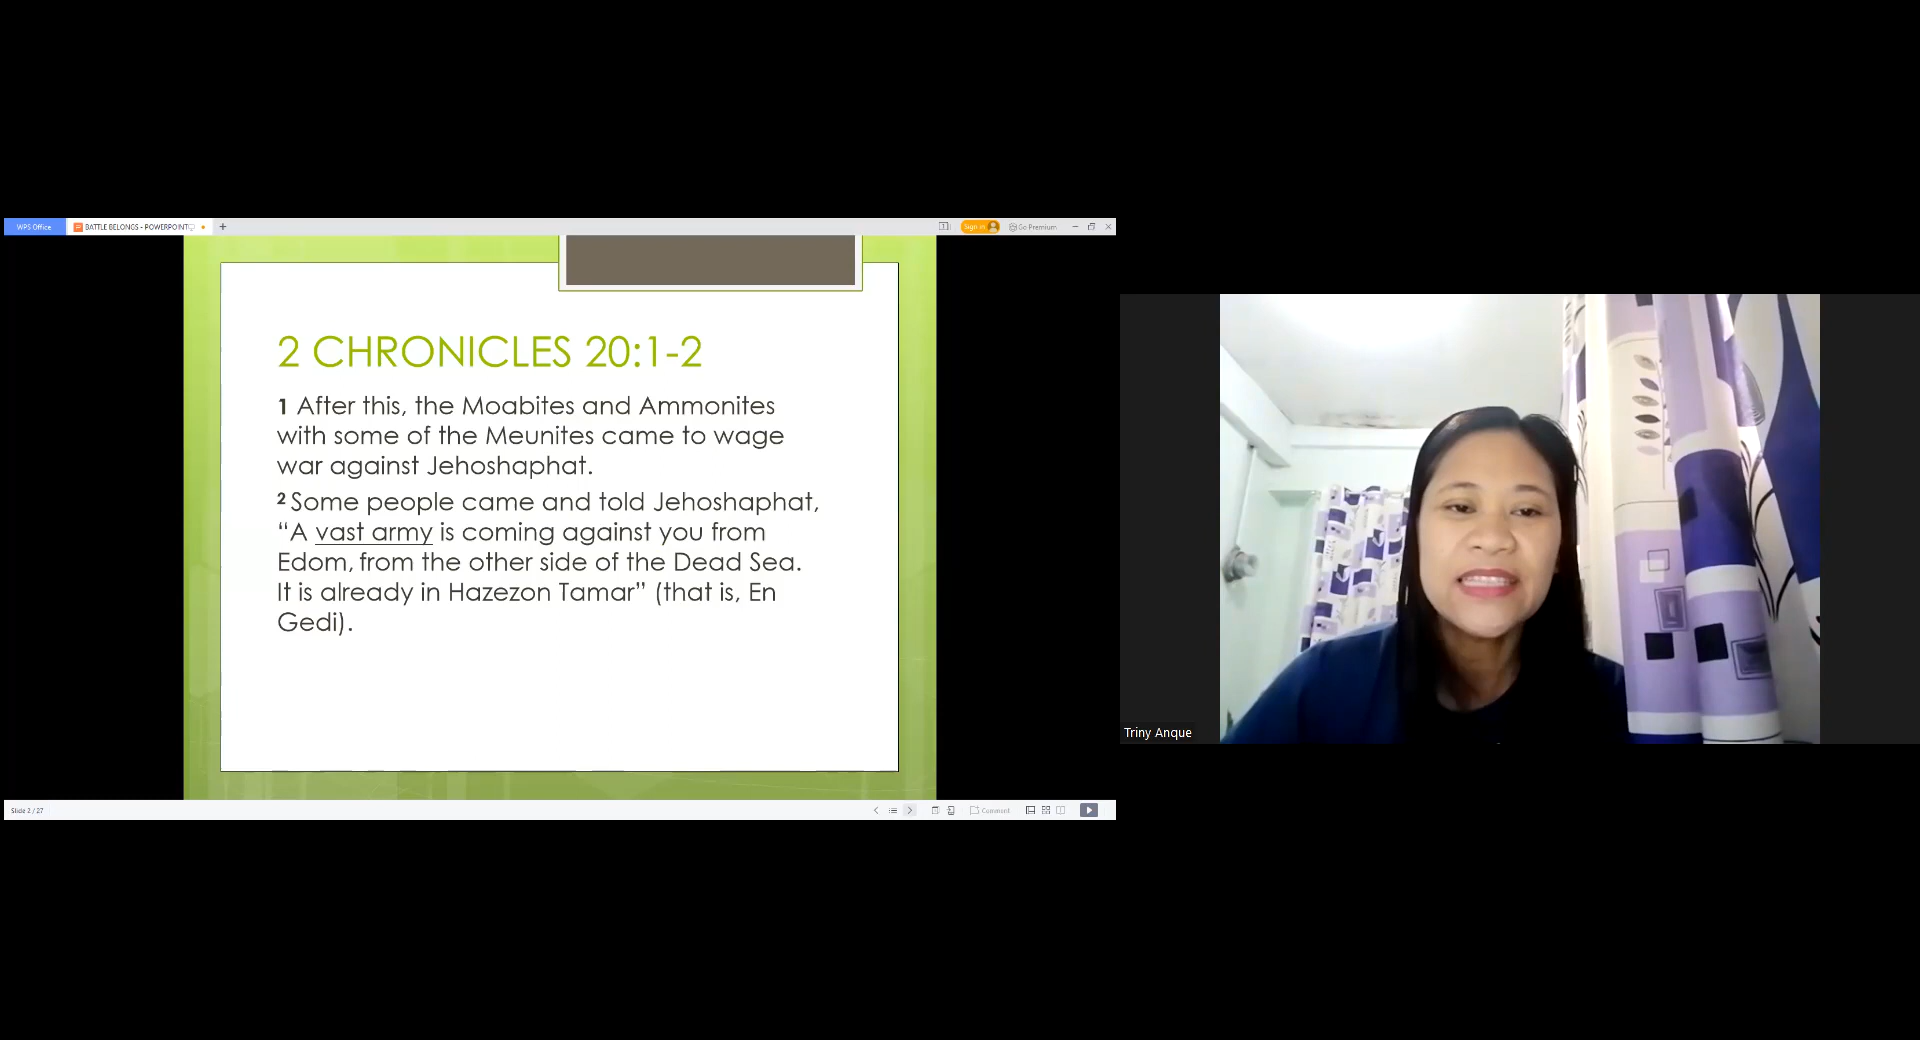 WPS Office
BATTLE BELONGS - POWERPOINT
+
Sign in
Go Premium
2 CHRONICLES 20:1-2
1 After this, the Moabites and Ammonites
with some of the Meunites came to wage
war against Jehoshaphat.
2 Some people came and told Jehoshaphat,
“A vast army is coming against you from
Edom, from the other side of the Dead Sea.
It is already in Hazezon Tamar” (that is, En
Gedi).
Triny Anque
Slide 2 / 27
Comment